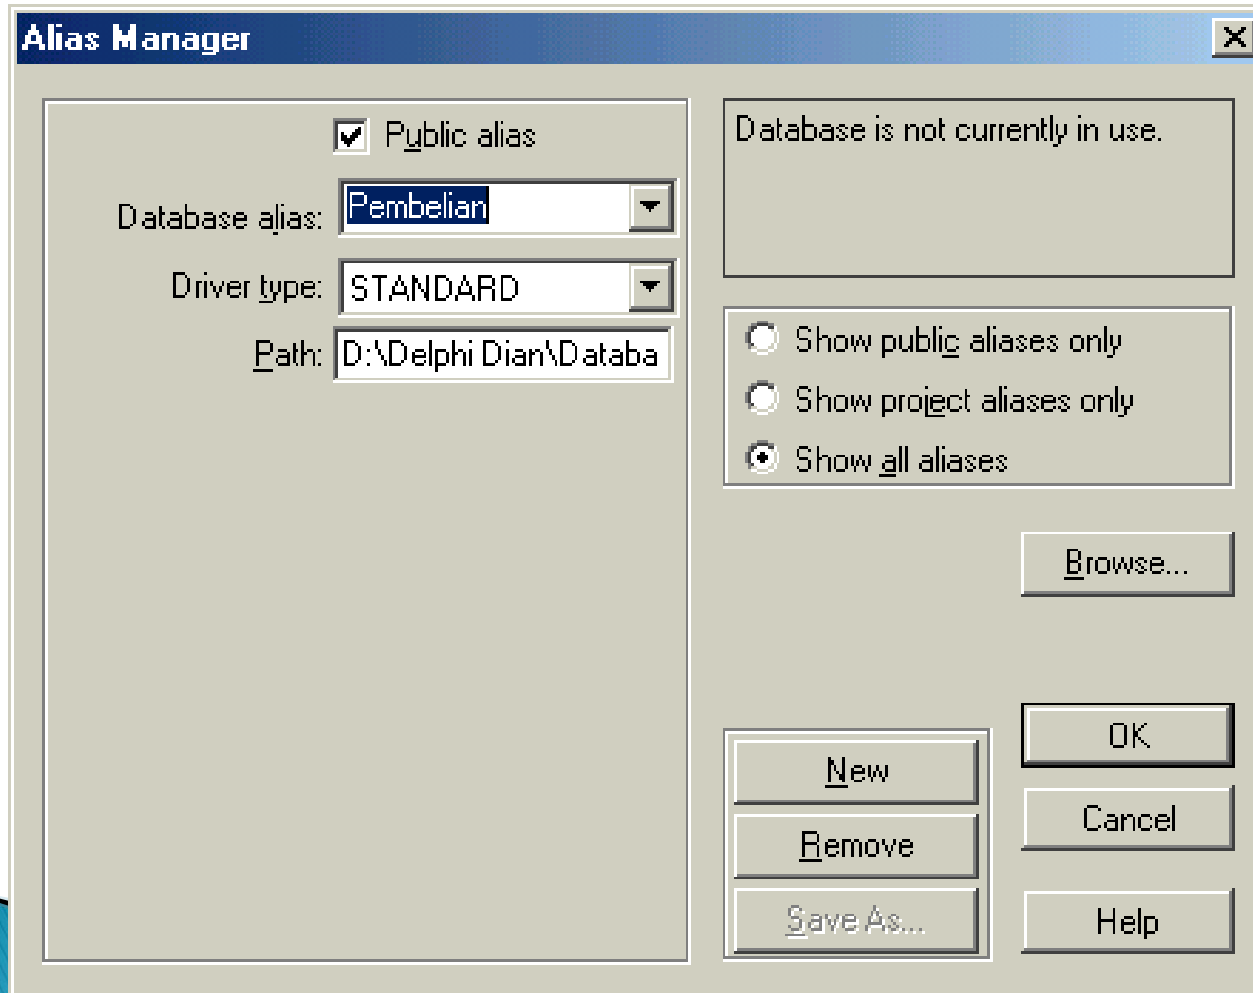 Alias Manager
Public alias
Database alias: Pembelian
Driver type: STANDARD
Path: D:\Delphi Dian\Databa
Database is not currently in use.
Show public aliases only
Show project aliases only
Show all aliases
Browse...
New
Remove
Save As...
OK
Cancel
Help